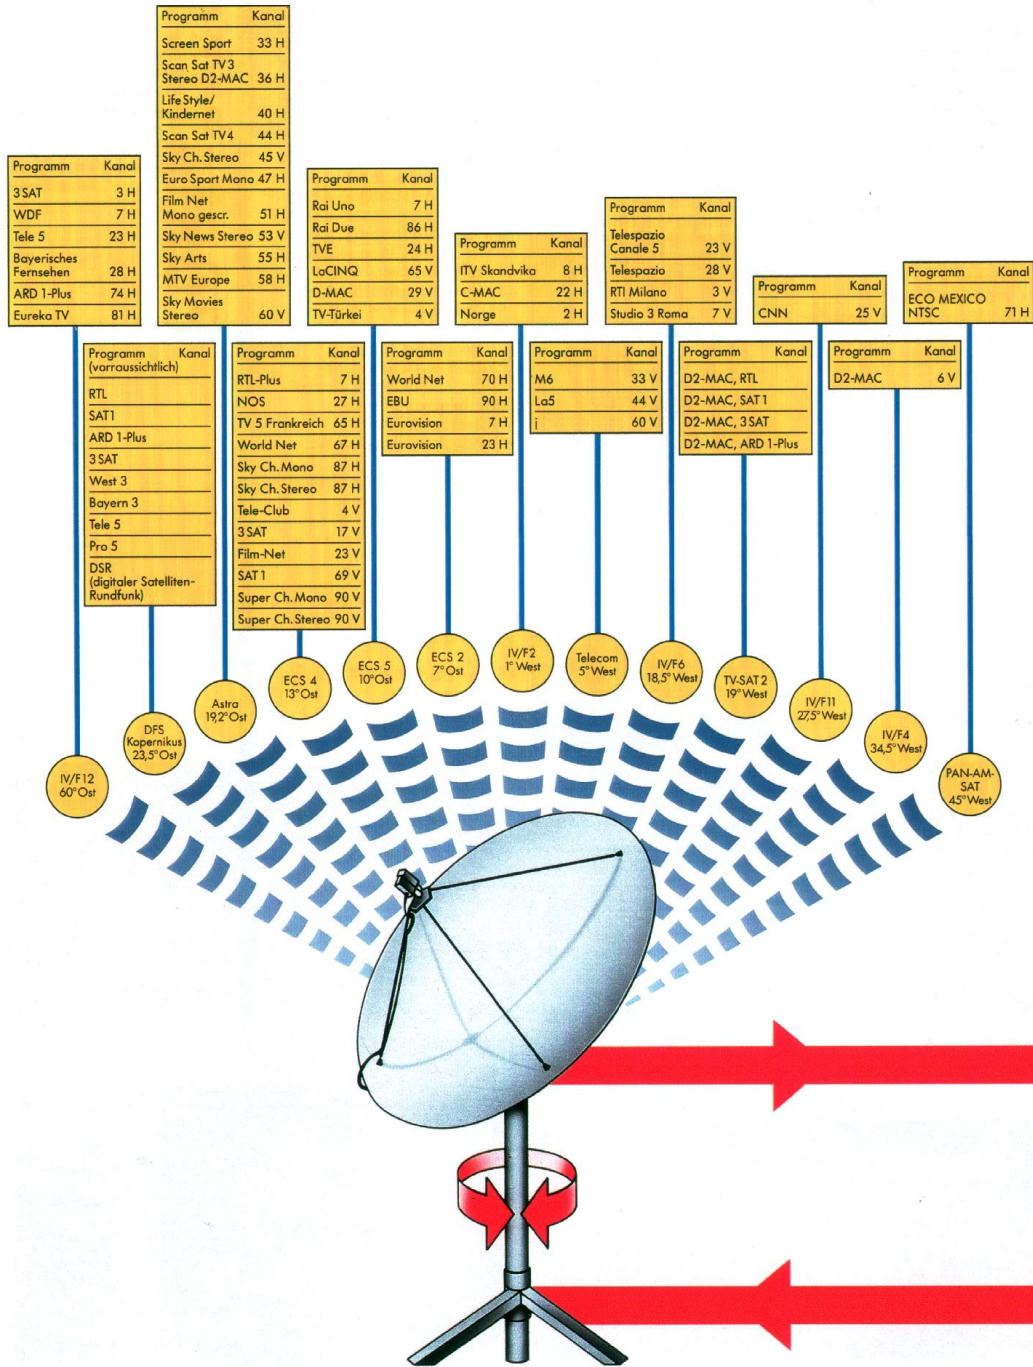 Programm Kanal
Screen Sport 33 H
Scan Sat TV3
Stereo D2-MAC 36 H
Life Style/
Kindernet 40 H
Scan Sat TV4 44 H
Sky Ch. Stereo 45 V
Euro Sport Mono 47 H
Film Net
Mono gescr. 51 H
Sky News Stereo 53 V
Sky Arts 55 H
MTV Europe 58 H
Sky Movies
Stereo 60 V
Programm Kanal
3 SAT 3 H
WDF 7 H
Tele 5 23 H
Bayerisches
Fernsehen 28 H
ARD 1-Plus 74 H
Eureka TV 81 H
Programm Kanal
Rai Uno 7 H
Rai Due 86 H
TVE 24 H
LaCINQ 65 V
D-MAC 29 V
TV-Türkei 4 V
Programm Kanal
ITV Skandvika 8 H
C-MAC 22 H
Norge 2 H
Programm Kanal
Telespazio
Canale 5 23 V
Telespazio 28 V
RTI Milano 3 V
Studio 3 Roma 7 V
Programm Kanal
CNN 25 V
Programm Kanal
ECO MEXICO
NTSC 71 H
Programm Kanal
(vorraussichtlich)
RTL
SAT1
ARD 1-Plus
3 SAT
West 3
Bayern 3
Tele 5
Pro 5
DSR
(digitaler Satelliten-
Rundfunk)
Programm Kanal
RTL-Plus 7 H
NOS 27 H
TV 5 Frankreich 65 H
World Net 67 H
Sky Ch. Mono 87 H
Sky Ch. Stereo 87 H
Tele-Club 4 V
3 SAT 17 V
Film-Net 23 V
SAT 1 69 V
Super Ch. Mono 90 V
Super Ch. Stereo 90 V
Programm Kanal
World Net 70 H
EBU 90 H
Eurovision 7 H
Eurovision 23 H
Programm Kanal
M6 33 V
La5 44 V
j 60 V
Programm Kanal
D2-MAC, RTL
D2-MAC, SAT 1
D2-MAC, 3 SAT
D2-MAC, ARD 1-Plus
Programm Kanal
D2-MAC 6 V
IV/F12
60° Ost
DFS
Kopernikus
23,5° Ost
Astra
19,2° Ost
ECS 4
13° Ost
ECS 5
10° Ost
ECS 2
7° Ost
IV/F2
1° West
Telecom
5° West
IV/F6
18,5° West
TV-SAT 2
19° West
IV/F11
27,5° West
IV/F4
34,5° West
PAN-AM-
SAT
45° West